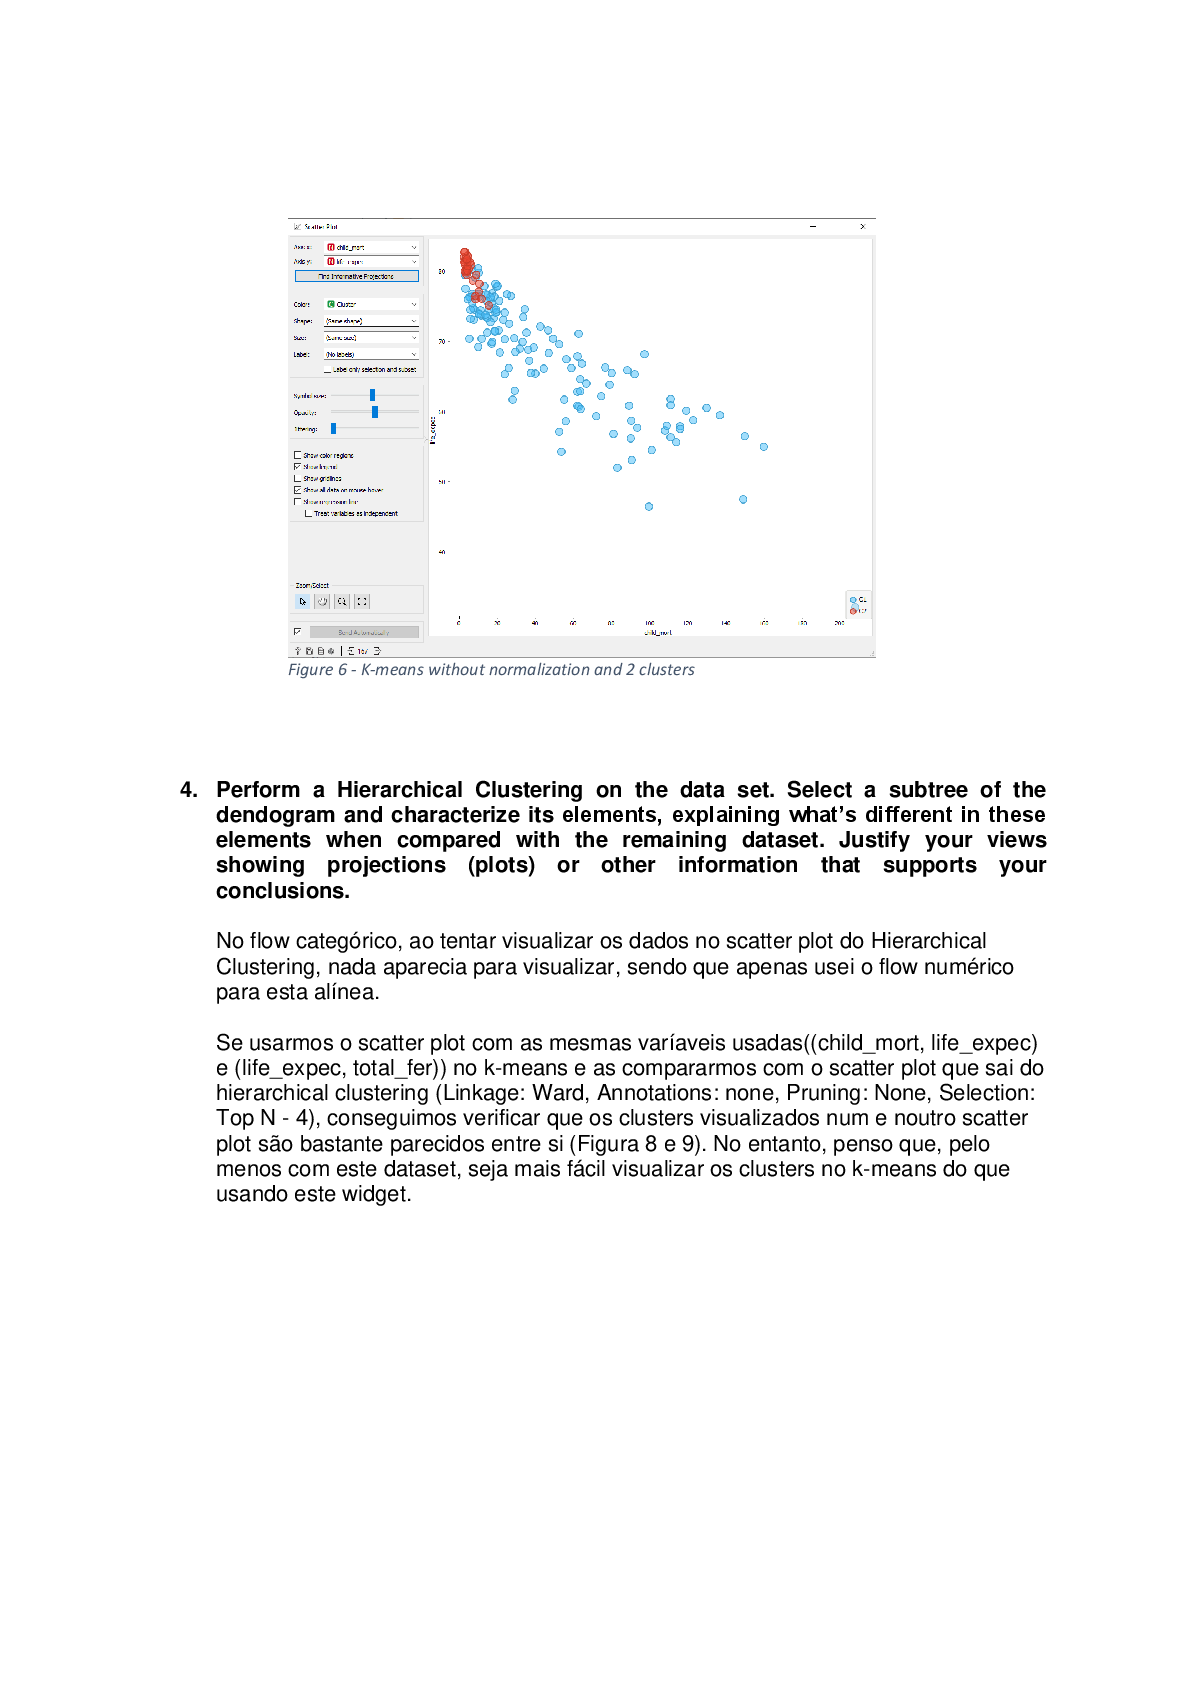 Scatter Plot
Axis x: child_mort
Axis y: life_expec
Find Informative Projections
Color: Cluster
Shape: (Same shape)
Size: (Same size)
Label: (No labels)
Label only selection and subset
Symbol size:
Opacity:
Jittering:
Show color regions
Show legend
Show gridlines
Show all data on mouse hover
Show regression line
Treat variables as independent
Zoom/Select
Send Automatically
167
80
70
60
50
40
life_expec
0 20 40 60 80 100 120 140 160 180 200
child_mort
C1
C2
Figure 6 - K-means without normalization and 2 clusters
4. Perform a Hierarchical Clustering on the data set. Select a subtree of the
dendogram and characterize its elements, explaining what’s different in these
elements when compared with the remaining dataset. Justify your views
showing projections (plots) or other information that supports your
conclusions.
No flow categórico, ao tentar visualizar os dados no scatter plot do Hierarchical
Clustering, nada aparecia para visualizar, sendo que apenas usei o flow numérico
para esta alínea.
Se usarmos o scatter plot com as mesmas varíaveis usadas((child_mort, life_expec)
e (life_expec, total_fer)) no k-means e as compararmos com o scatter plot que sai do
hierarchical clustering (Linkage: Ward, Annotations: none, Pruning: None, Selection:
Top N - 4), conseguimos verificar que os clusters visualizados num e noutro scatter
plot são bastante parecidos entre si (Figura 8 e 9). No entanto, penso que, pelo
menos com este dataset, seja mais fácil visualizar os clusters no k-means do que
usando este widget.